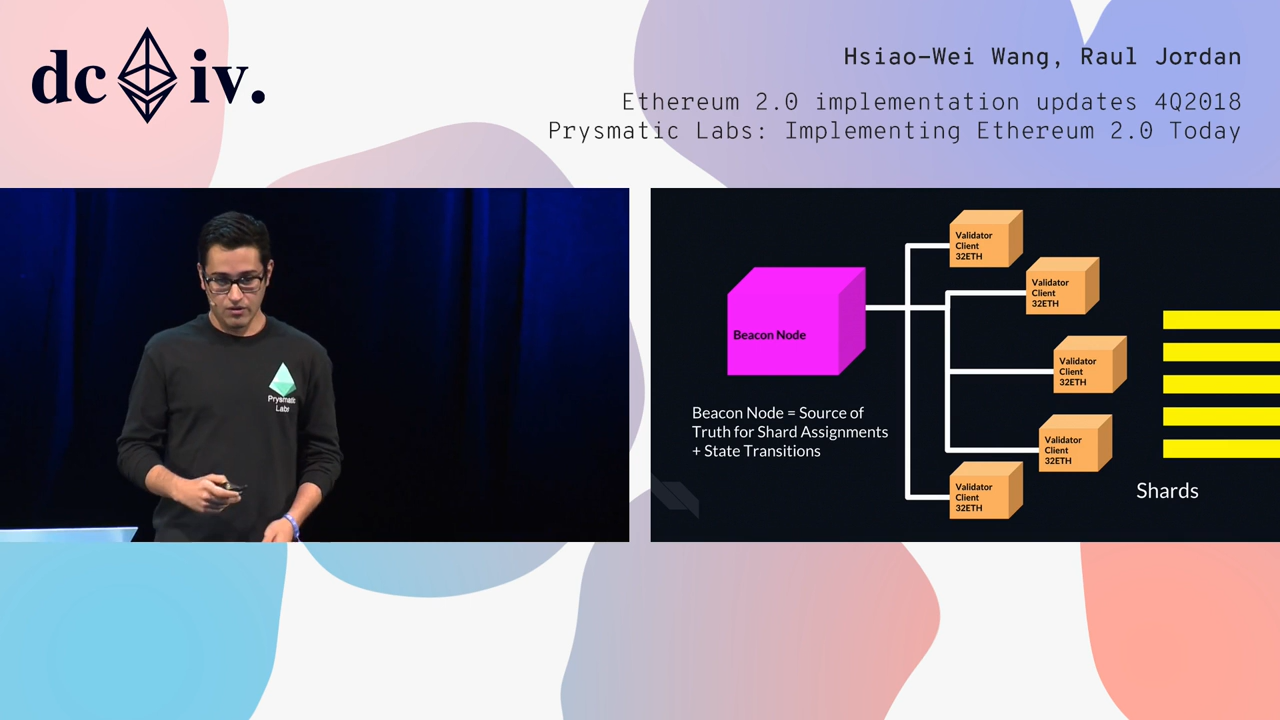 dc iv.
Hsiao-Wei Wang, Raul Jordan
Ethereum 2.0 implementation updates 4Q2018
Prysmatic Labs: Implementing Ethereum 2.0 Today
Prysmatic
Labs
Beacon Node
Beacon Node = Source of
Truth for Shard Assignments
+ State Transitions
Validator
Client
32ETH
Validator
Client
32ETH
Validator
Client
32ETH
Validator
Client
32ETH
Validator
Client
32ETH
Shards